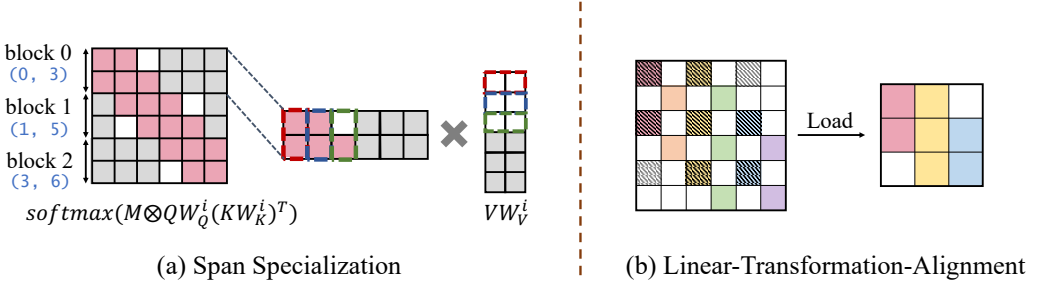 block 0
(0, 3)
block 1
(1, 5)
block 2
(3, 6)
softmax(M⊗QW_Q^i(KW_K^i)^T)
VW_V^i
(a) Span Specialization
Load
(b) Linear-Transformation-Alignment